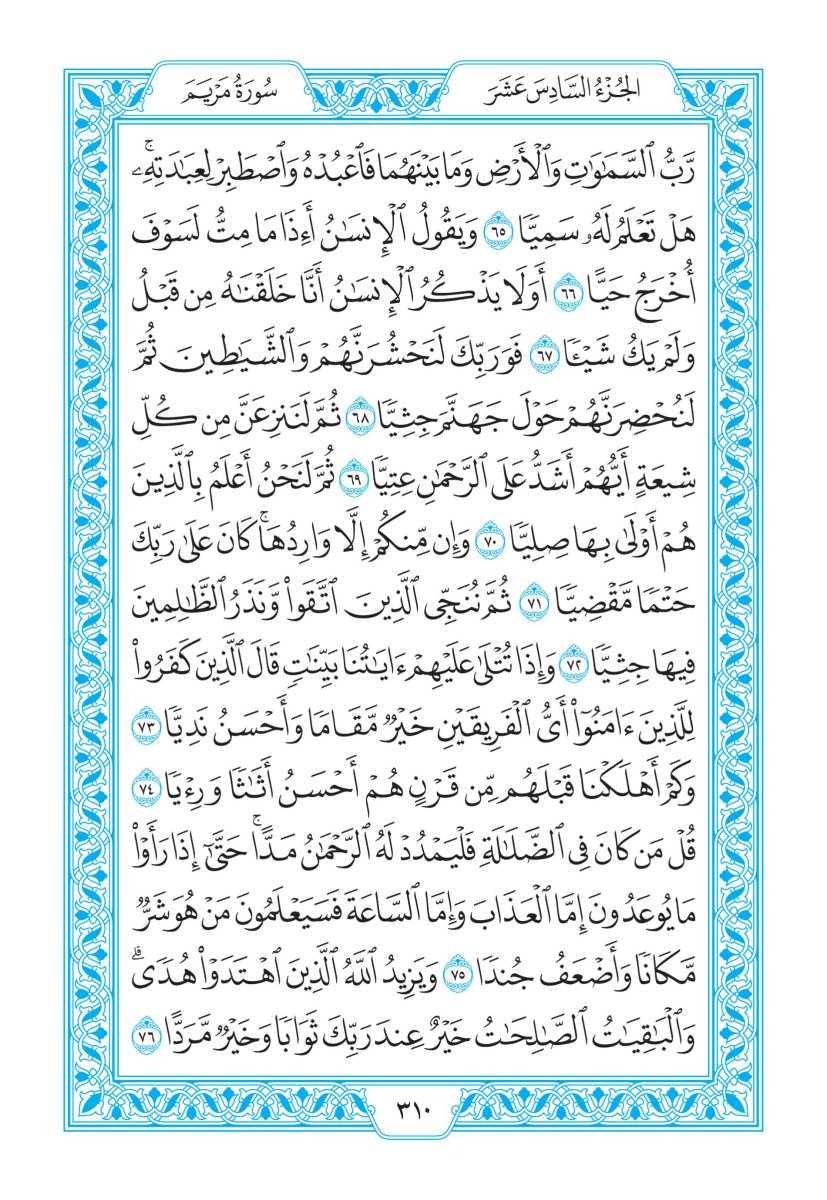 الجُزْءُ السَّادِسَ عَشَرَ
سُورَةُ مَرْيَمَ
رَّبُّ ٱلسَّمَٰوَٰتِ وَٱلْأَرْضِ وَمَا بَيْنَهُمَا فَٱعْبُدْهُ وَٱصْطَبِرْ لِعِبَٰدَتِهِۦۚ
هَلْ تَعْلَمُ لَهُۥ سَمِيًّا ٦٥ وَيَقُولُ ٱلْإِنسَٰنُ أَءِذَا مَا مِتُّ لَسَوْفَ
أُخْرَجُ حَيًّا ٦٦ أَوَلَا يَذْكُرُ ٱلْإِنسَٰنُ أَنَّا خَلَقْنَٰهُ مِن قَبْلُ
وَلَمْ يَكُ شَيْـًٔا ٦٧ فَوَرَبِّكَ لَنَحْشُرَنَّهُمْ وَٱلشَّيَٰطِينَ ثُمَّ
لَنُحْضِرَنَّهُمْ حَوْلَ جَهَنَّمَ جِثِيًّا ٦٨ ثُمَّ لَنَنزِعَنَّ مِن كُلِّ
شِيعَةٍ أَيُّهُمْ أَشَدُّ عَلَى ٱلرَّحْمَٰنِ عِتِيًّا ٦٩ ثُمَّ لَنَحْنُ أَعْلَمُ بِٱلَّذِينَ
هُمْ أَوْلَىٰ بِهَا صِلِيًّا ٧٠ وَإِن مِّنكُمْ إِلَّا وَارِدُهَاۚ كَانَ عَلَىٰ رَبِّكَ
حَتْمًا مَّقْضِيًّا ٧١ ثُمَّ نُنَجِّى ٱلَّذِينَ ٱتَّقَوا۟ وَّنَذَرُ ٱلظَّٰلِمِينَ
فِيهَا جِثِيًّا ٧٢ وَإِذَا تُتْلَىٰ عَلَيْهِمْ ءَايَٰتُنَا بَيِّنَٰتٍ قَالَ ٱلَّذِينَ كَفَرُوا۟
لِلَّذِينَ ءَامَنُوٓا۟ أَىُّ ٱلْفَرِيقَيْنِ خَيْرٌ مَّقَامًا وَأَحْسَنُ نَدِيًّا ٧٣
وَكَمْ أَهْلَكْنَا قَبْلَهُم مِّن قَرْنٍ هُمْ أَحْسَنُ أَثَٰثًا وَرِءْيًا ٧٤
قُلْ مَن كَانَ فِى ٱلضَّلَٰلَةِ فَلْيَمْدُدْ لَهُ ٱلرَّحْمَٰنُ مَدًّاۚ حَتَّىٰٓ إِذَا رَأَوْا۟
مَا يُوعَدُونَ إِمَّا ٱلْعَذَابَ وَإِمَّا ٱلسَّاعَةَ فَسَيَعْلَمُونَ مَنْ هُوَ شَرٌّ
مَّكَانًا وَأَضْعَفُ جُندًا ٧٥ وَيَزِيدُ ٱللَّهُ ٱلَّذِينَ ٱهْتَدَوْا۟ هُدًىۗ
وَٱلْبَٰقِيَٰتُ ٱلصَّٰلِحَٰتُ خَيْرٌ عِندَ رَبِّكَ ثَوَابًا وَخَيْرٌ مَّرَدًّا ٧٦
٣١٠